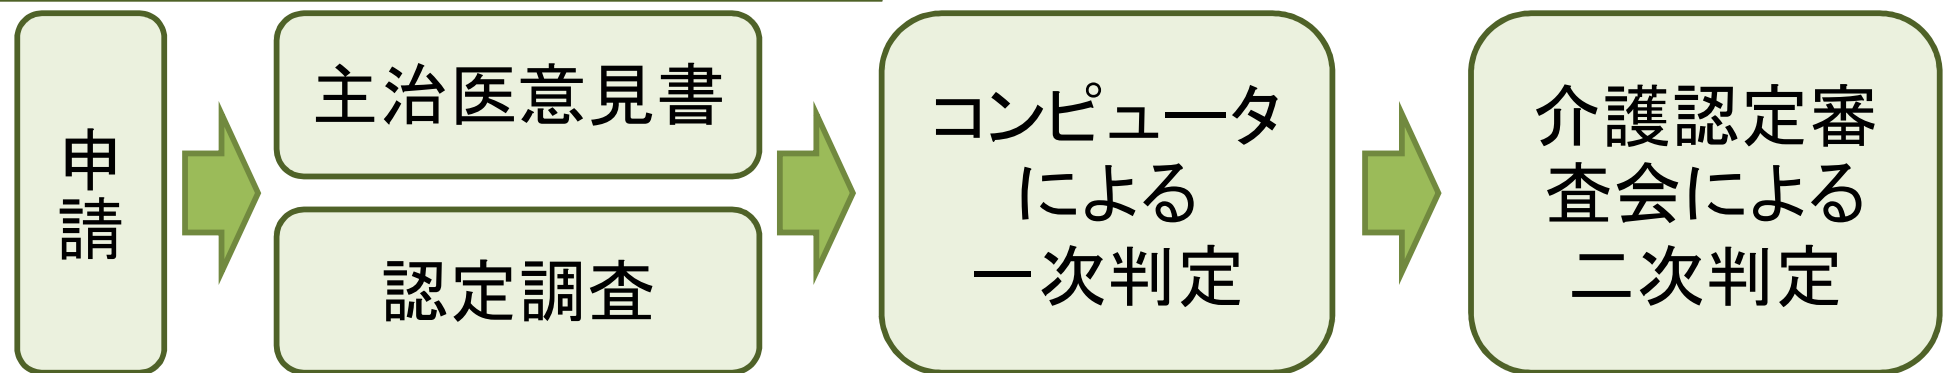 申請
主治医意見書
認定調査
コンピュータ
による
一次判定
介護認定審
査会による
二次判定